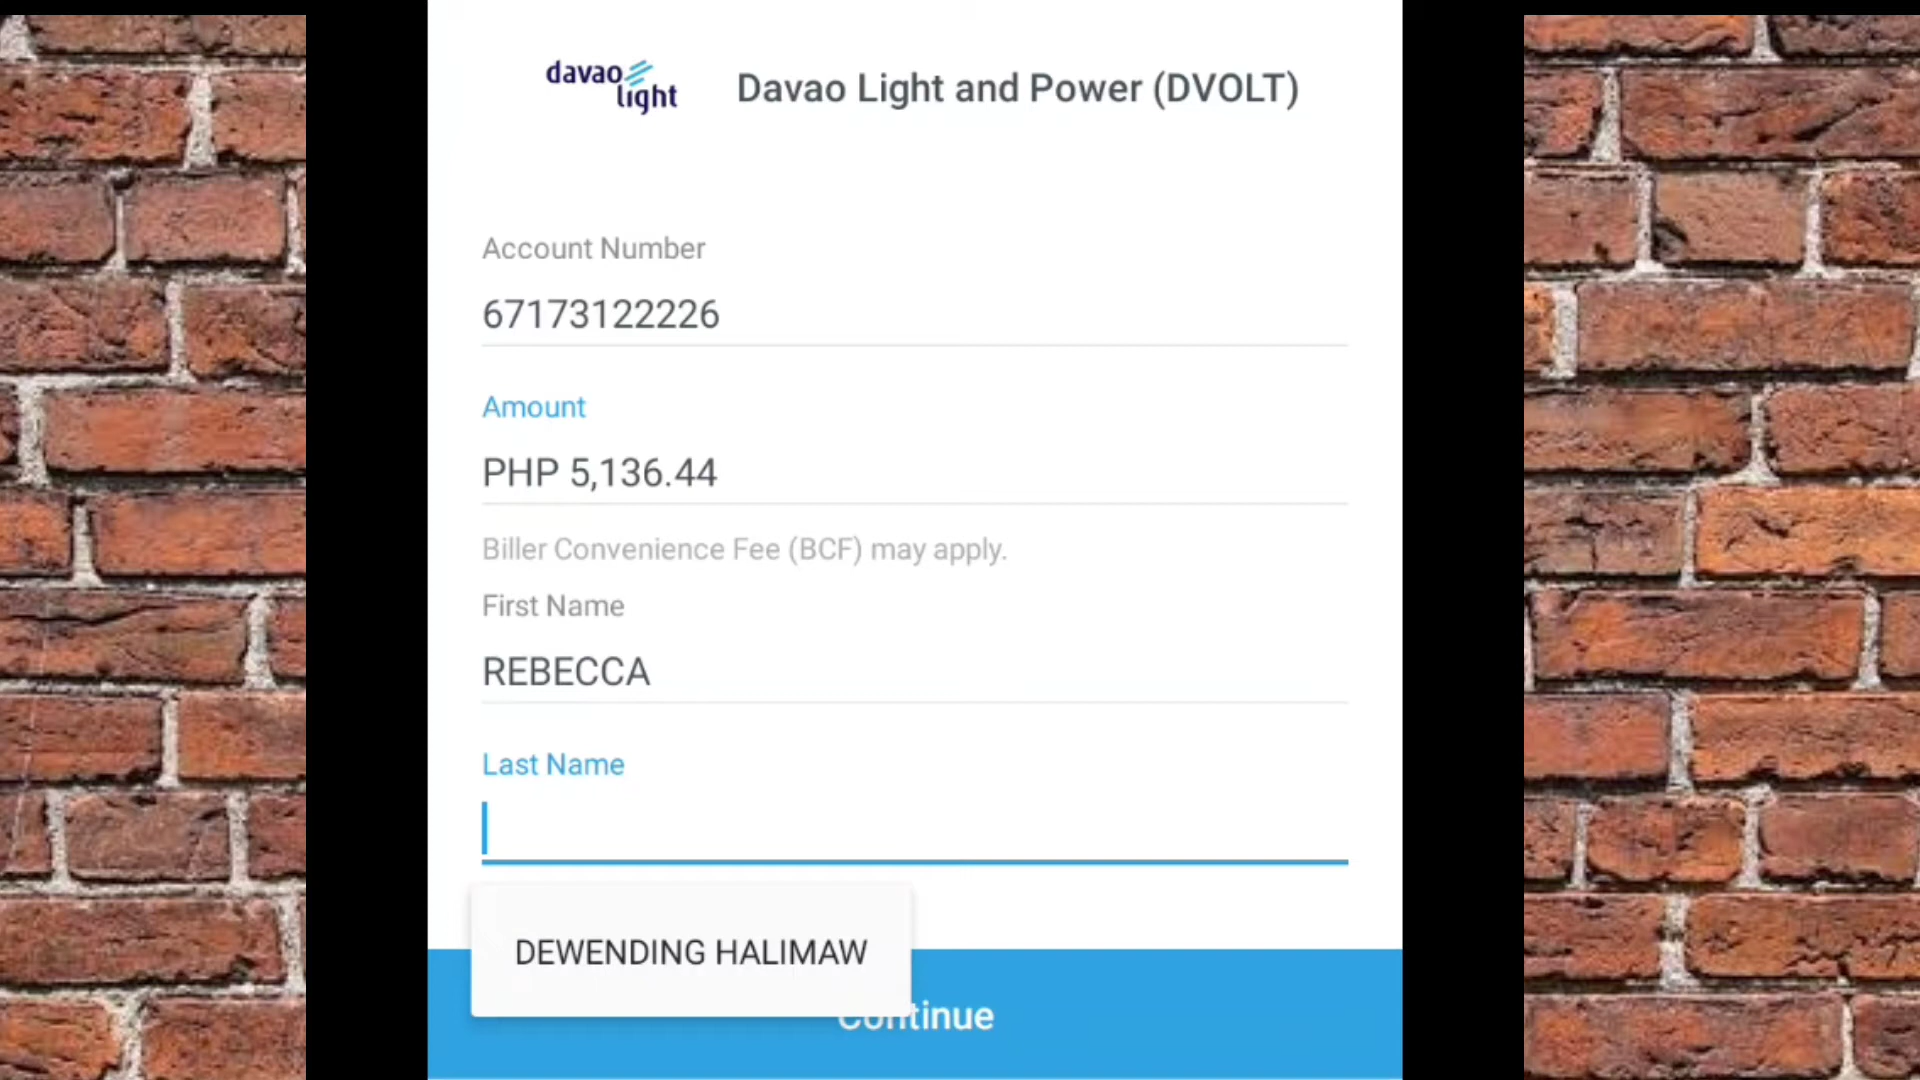 davao
light
Davao Light and Power (DVOLT)
Account Number
67173122226
Amount
PHP 5,136.44
Biller Convenience Fee (BCF) may apply.
First Name
REBECCA
Last Name
DEWENDING HALIMAW
Continue